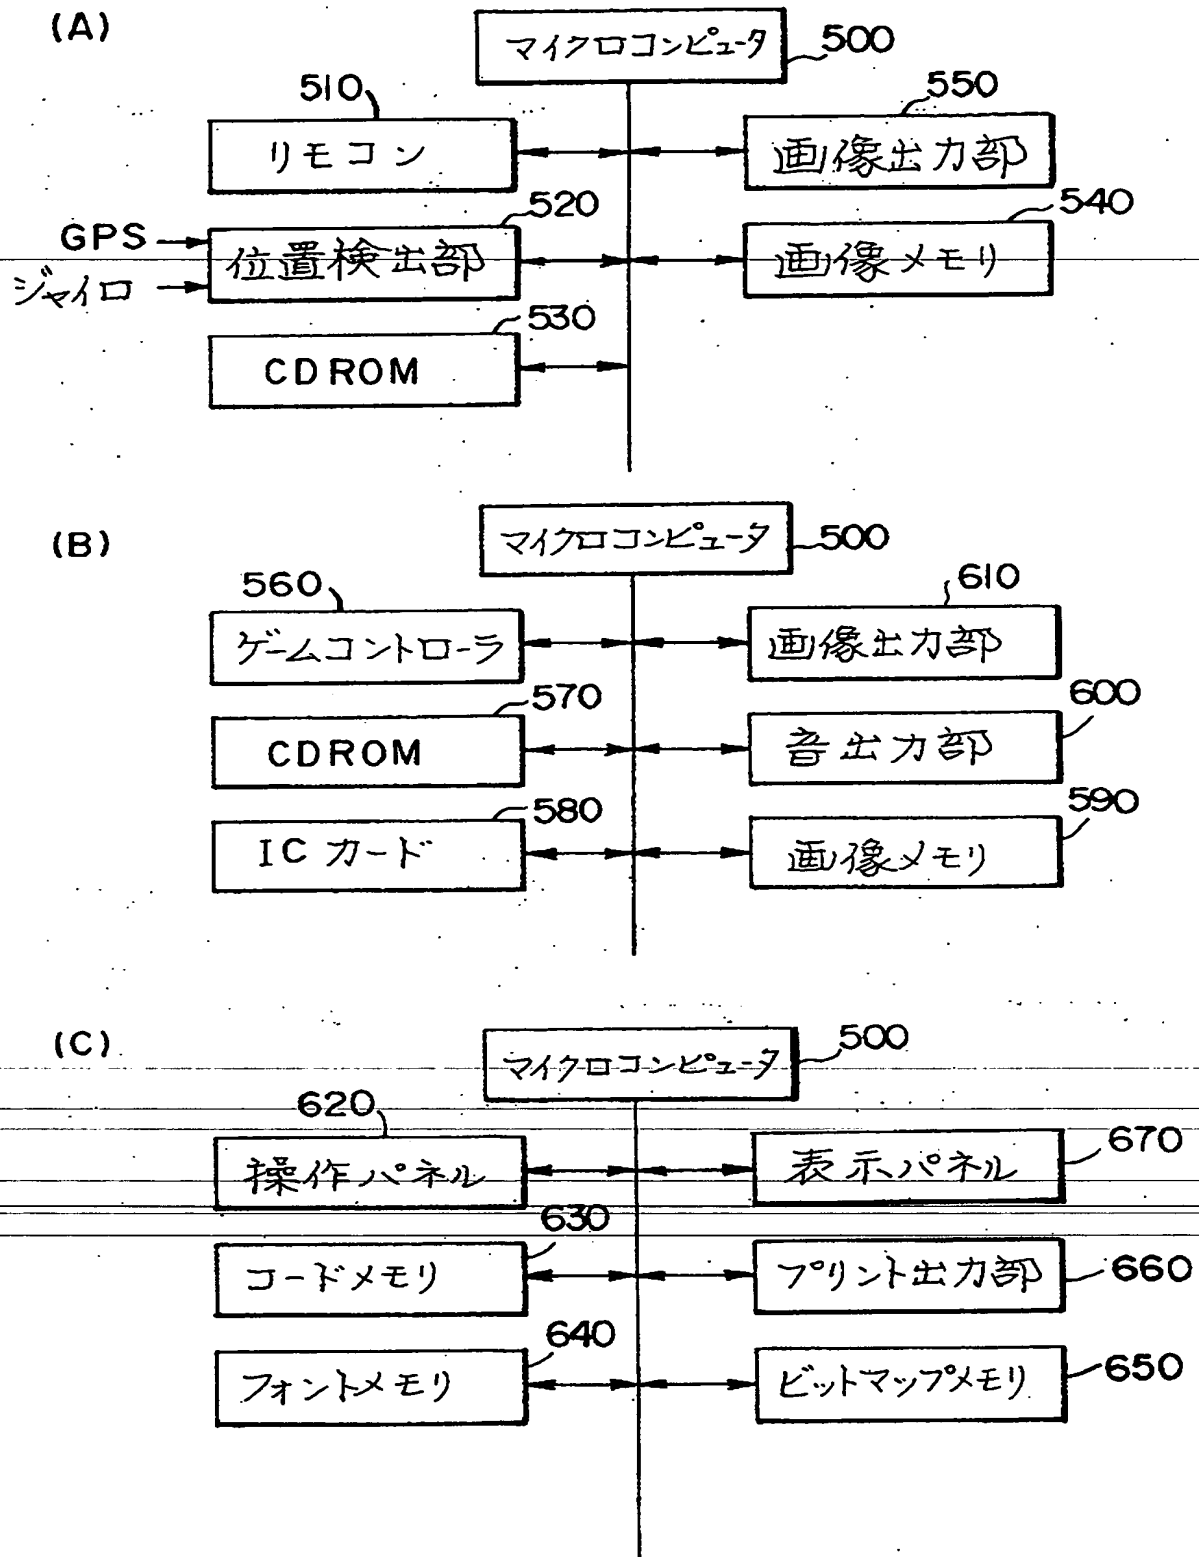 (A)
マイクロコンピュータ 500
510
550
リモコン
画像出力部
520
540
GPS
位置検出部
画像メモリ
ジャイロ
530
CDROM
(B)
マイクロコンピュータ 500
560
610
ゲームコントローラ
画像出力部
570
600
CDROM
音出力部
580
590
ICカード
画像メモリ
(C)
マイクロコンピュータ 500
620
670
操作パネル
表示パネル
630
コードメモリ
プリント出力部 660
640
フォントメモリ
ビットマップメモリ 650